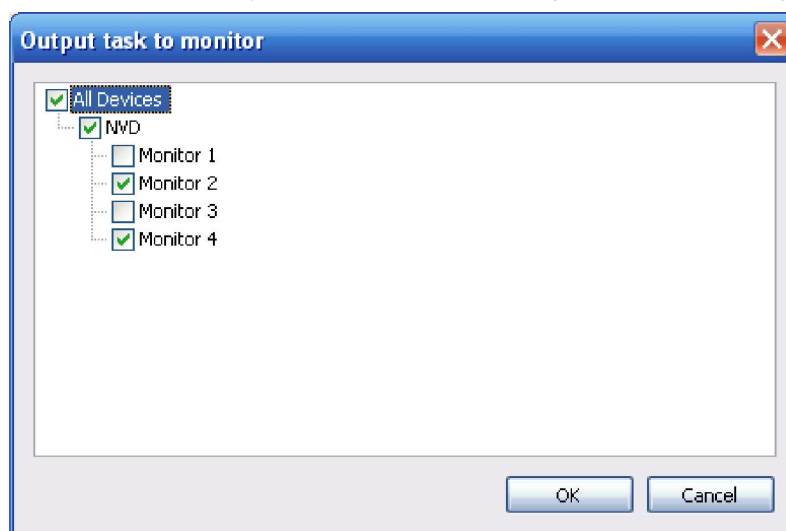 Output task to monitor
All Devices
NVD
Monitor 1
Monitor 2
Monitor 3
Monitor 4
OK
Cancel